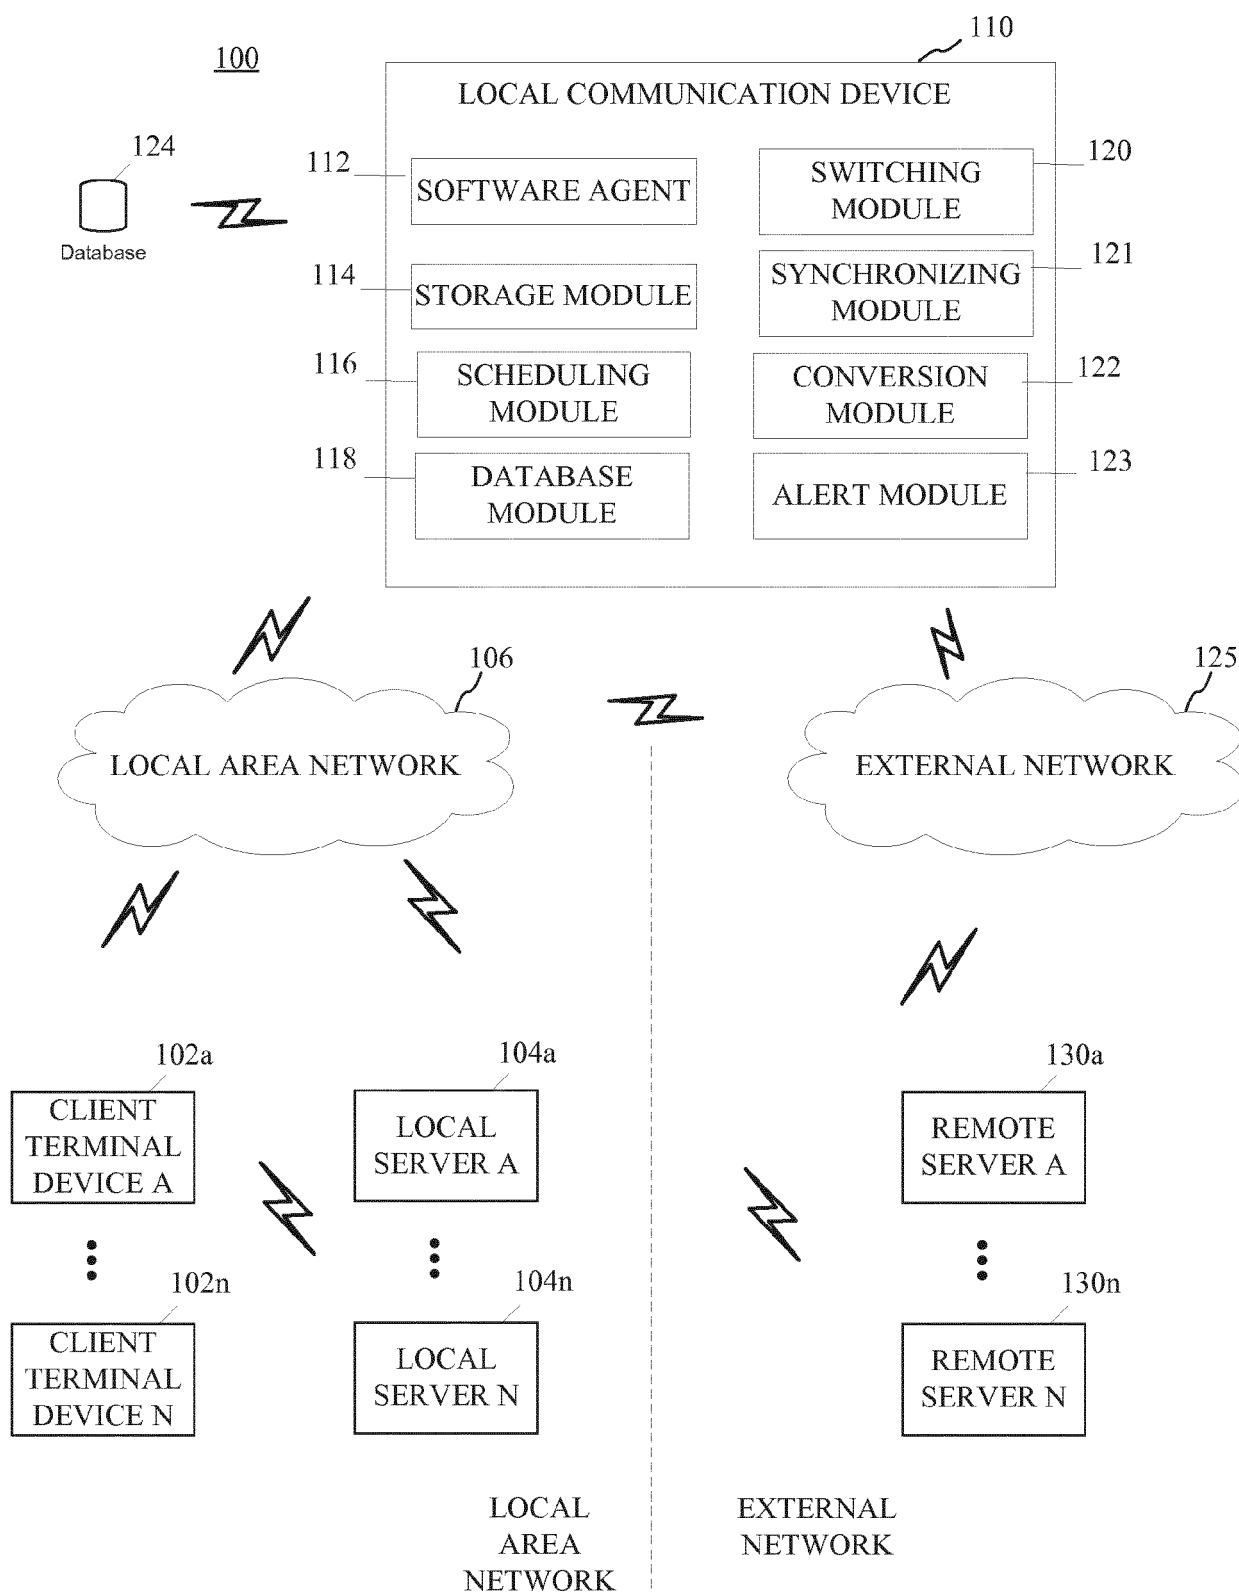 100
110
LOCAL COMMUNICATION DEVICE
124
Database
112
SOFTWARE AGENT
120
SWITCHING
MODULE
114
STORAGE MODULE
121
SYNCHRONIZING
MODULE
116
SCHEDULING
MODULE
122
CONVERSION
MODULE
118
DATABASE
MODULE
123
ALERT MODULE
106
LOCAL AREA NETWORK
125
EXTERNAL NETWORK
102a
CLIENT
TERMINAL
DEVICE A
104a
LOCAL
SERVER A
130a
REMOTE
SERVER A
102n
CLIENT
TERMINAL
DEVICE N
104n
LOCAL
SERVER N
130n
REMOTE
SERVER N
LOCAL
AREA
NETWORK
EXTERNAL
NETWORK